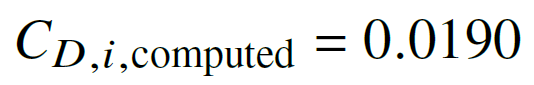 C_{D,i,computed} = 0.0190